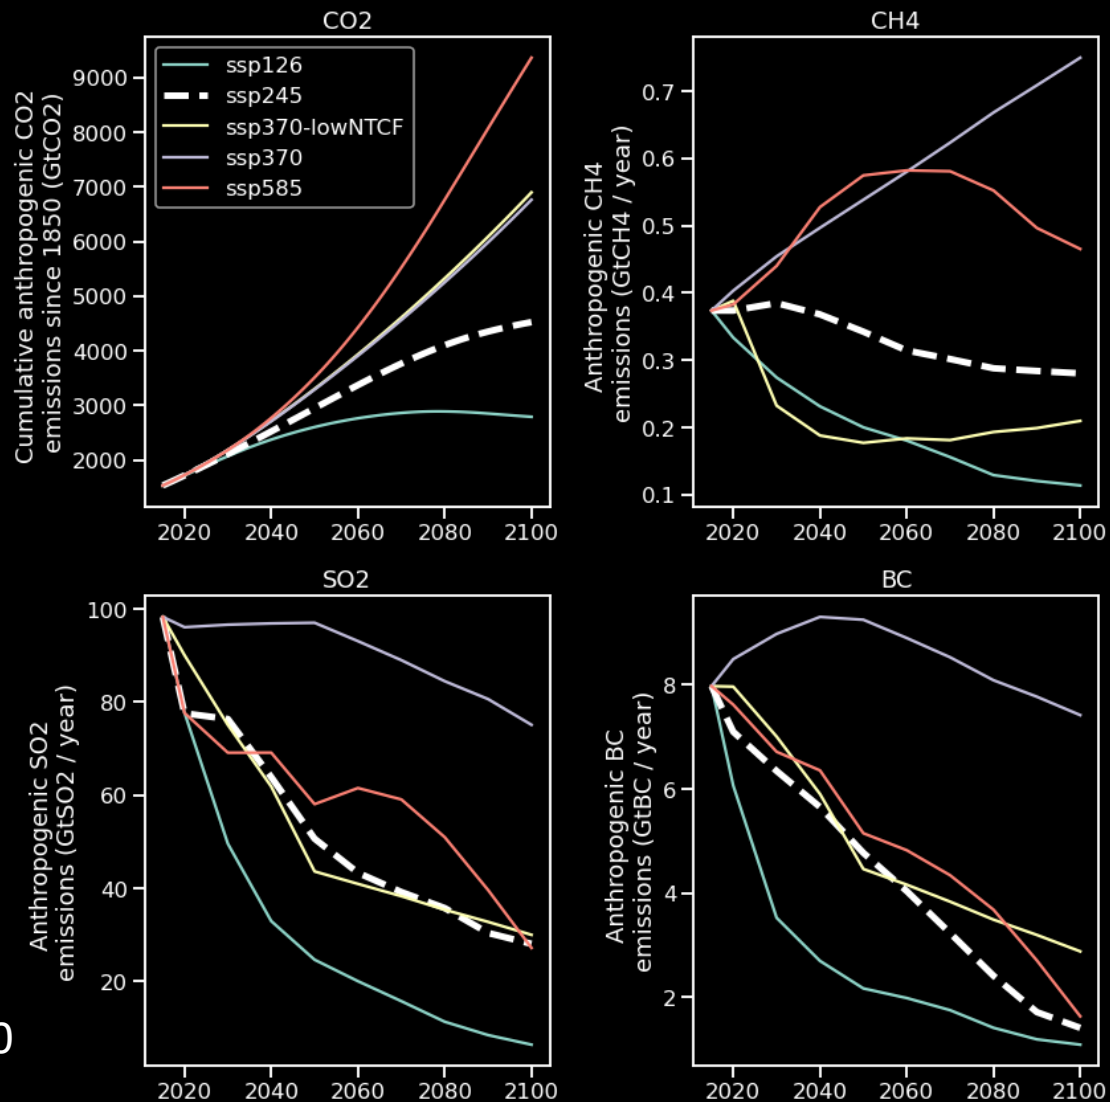 CO2
Cumulative anthropogenic CO2
emissions since 1850 (GtCO2)
9000
8000
7000
6000
5000
4000
3000
2000
ssp126
ssp245
ssp370-lowNTCF
ssp370
ssp585
2020 2040 2060 2080 2100
CH4
Anthropogenic CH4
emissions (GtCH4 / year)
0.7
0.6
0.5
0.4
0.3
0.2
0.1
2020 2040 2060 2080 2100
SO2
Anthropogenic SO2
emissions (GtSO2 / year)
100
80
60
40
20
2020 2040 2060 2080 2100
BC
Anthropogenic BC
emissions (GtBC / year)
8
6
4
2
2020 2040 2060 2080 2100
0